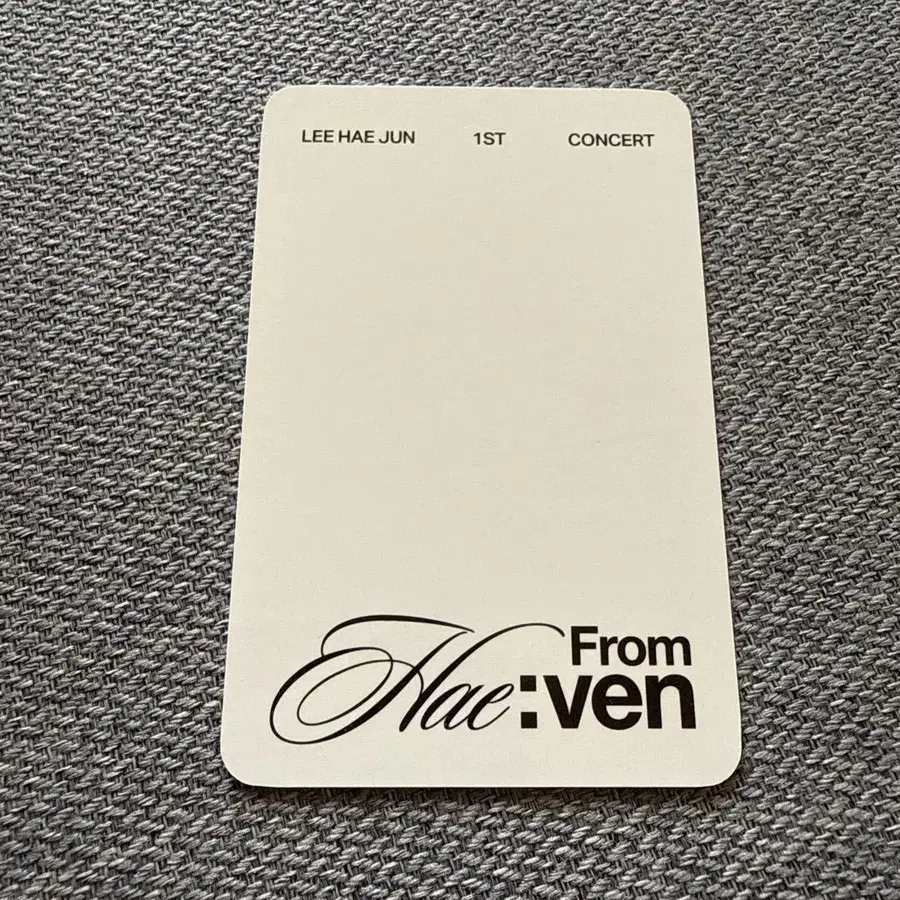 LEE HAE JUN 1ST CONCERT
From
Hae:ven